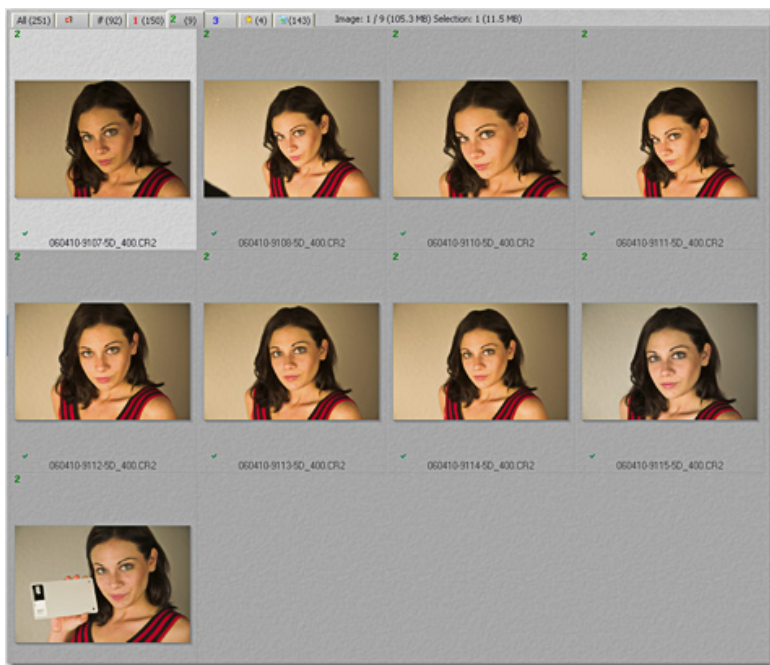 All (251) # (92) 1 (150) 2 (9) 3 (4) (143) Image: 1 / 9 (105.3 MB) Selection: 1 (11.5 MB)
2 2 2 2
060410-9107-5D_400.CR2 060410-9108-5D_400.CR2 060410-9110-5D_400.CR2 060410-9111-5D_400.CR2
2 2 2 2
060410-9112-5D_400.CR2 060410-9113-5D_400.CR2 060410-9114-5D_400.CR2 060410-9115-5D_400.CR2
2